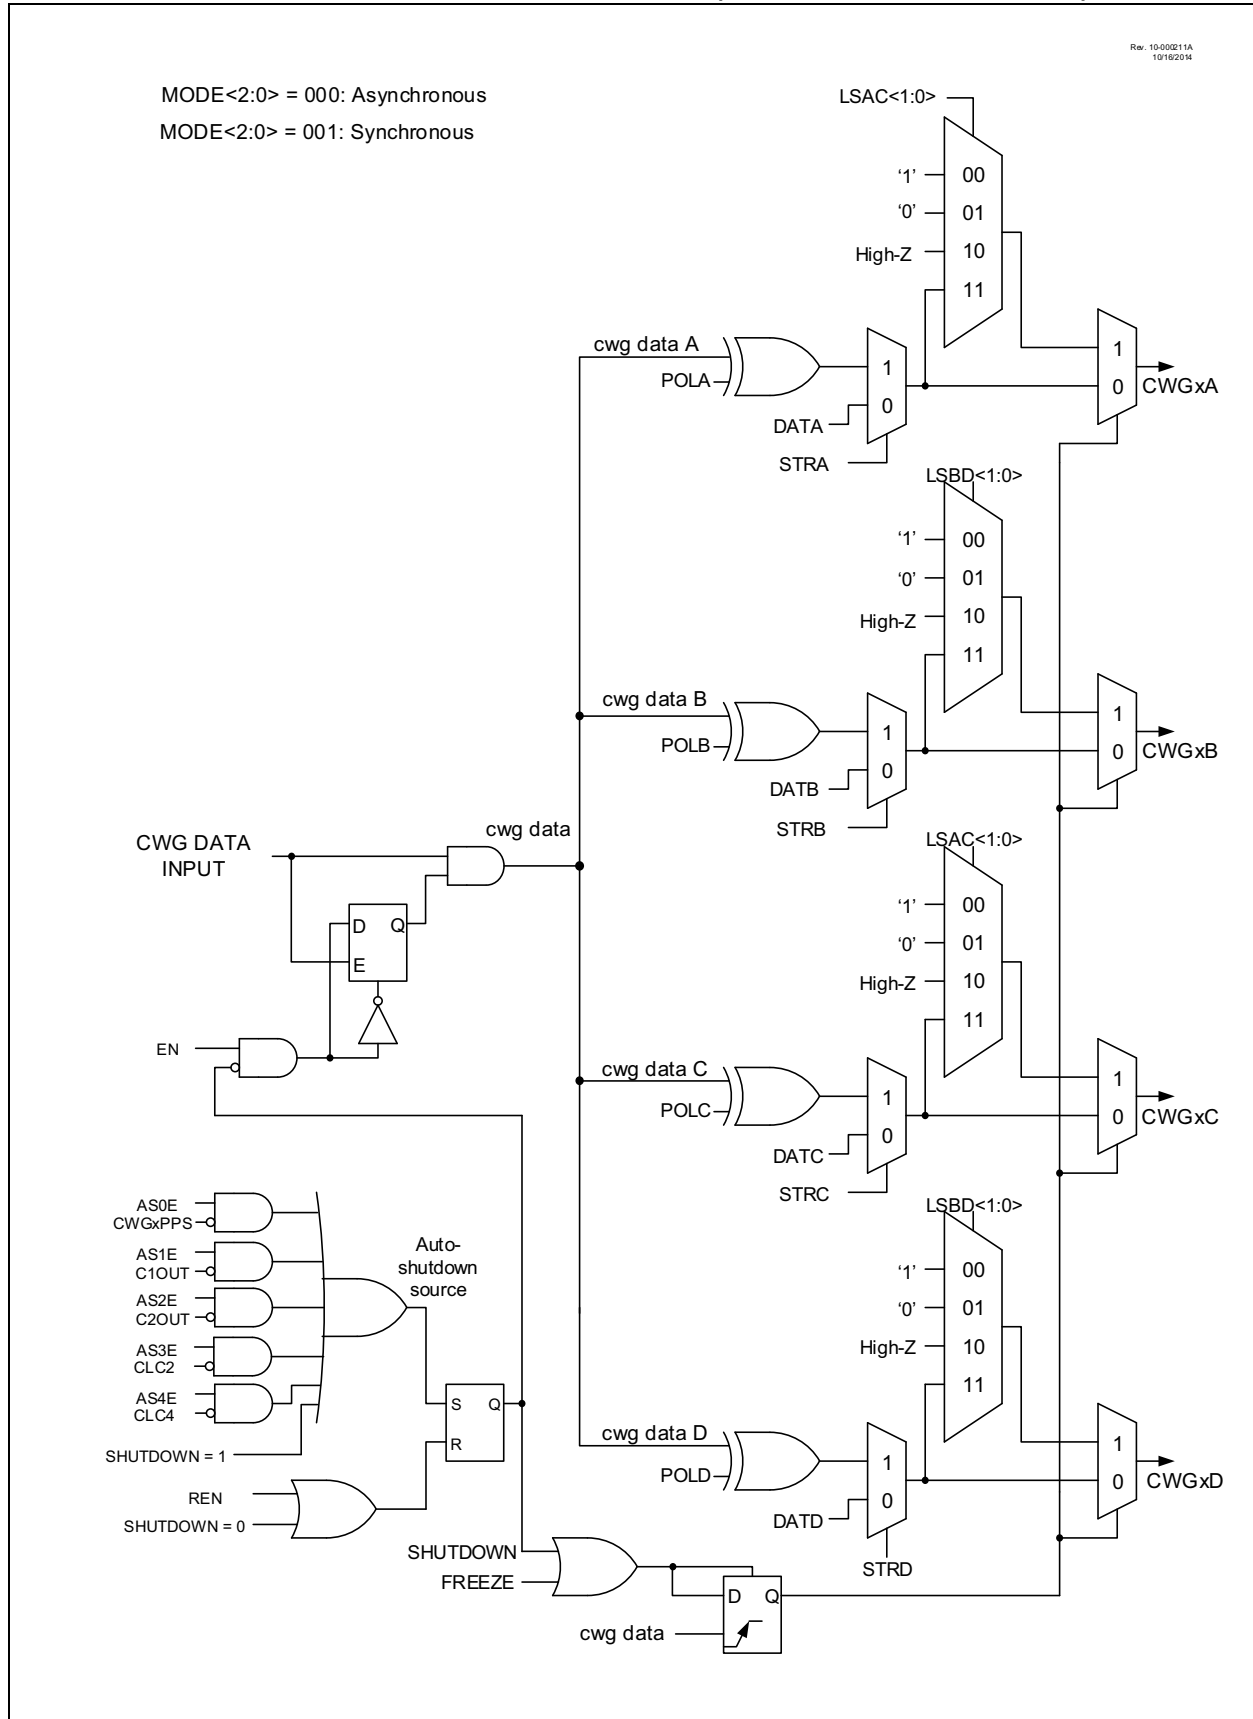 Rev. 10-000211A
10/16/2014
MODE<2:0> = 000: Asynchronous
MODE<2:0> = 001: Synchronous
LSAC<1:0>
'1'
00
'0'
01
High-Z
10
11
cwg data A
POLA
1
0
DATA
STRA
1
0
CWGxA
LSBD<1:0>
'1'
00
'0'
01
High-Z
10
11
cwg data B
POLB
1
0
DATB
STRB
1
0
CWGxB
CWG DATA
INPUT
cwg data
D
Q
E
EN
LSAC<1:0>
'1'
00
'0'
01
High-Z
10
11
cwg data C
POLC
1
0
DATC
STRC
1
0
CWGxC
AS0E
CWGxPPS
AS1E
C1OUT
AS2E
C2OUT
AS3E
CLC2
AS4E
CLC4
SHUTDOWN = 1
Auto-
shutdown
source
S
Q
R
REN
SHUTDOWN = 0
LSBD<1:0>
'1'
00
'0'
01
High-Z
10
11
cwg data D
POLD
1
0
DATD
STRD
1
0
CWGxD
SHUTDOWN
FREEZE
D
Q
cwg data